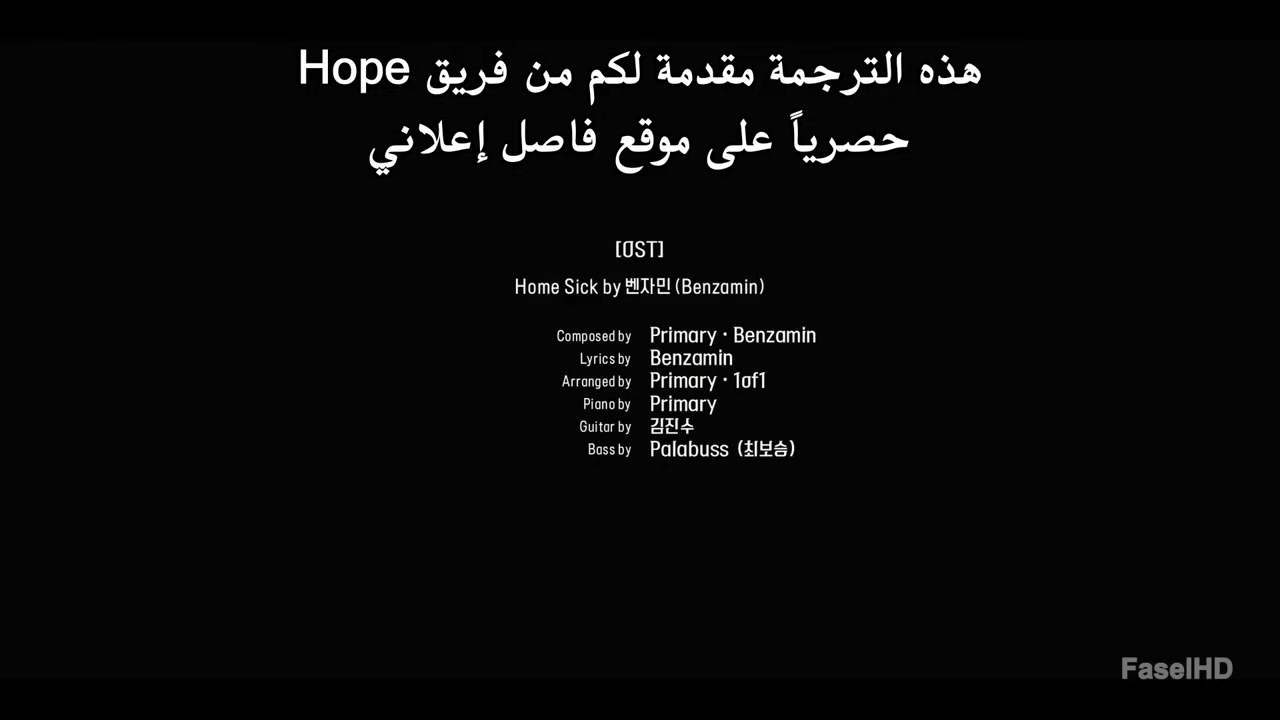 هذه الترجمة مقدمة لكم من فريق Hope
حصرياً على موقع فاصل إعلاني
[OST]
Home Sick by 벤자민 (Benzamin)
Composed by Primary · Benzamin
Lyrics by Benzamin
Arranged by Primary · 1of1
Piano by Primary
Guitar by 김진수
Bass by Palabuss (최보승)
FaselHD